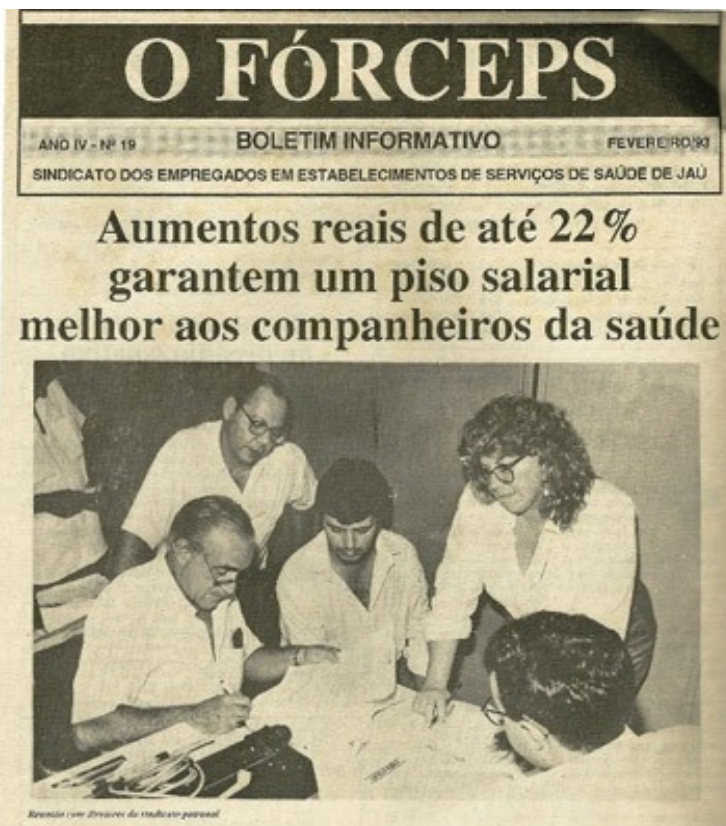 O FÓRCEPS
ANO IV - Nº 19 BOLETIM INFORMATIVO FEVEREIRO/93
SINDICATO DOS EMPREGADOS EM ESTABELECIMENTOS DE SERVIÇOS DE SAÚDE DE JAÚ
Aumentos reais de até 22%
garantem um piso salarial
melhor aos companheiros da saúde
Reunião com diretores do sindicato patronal